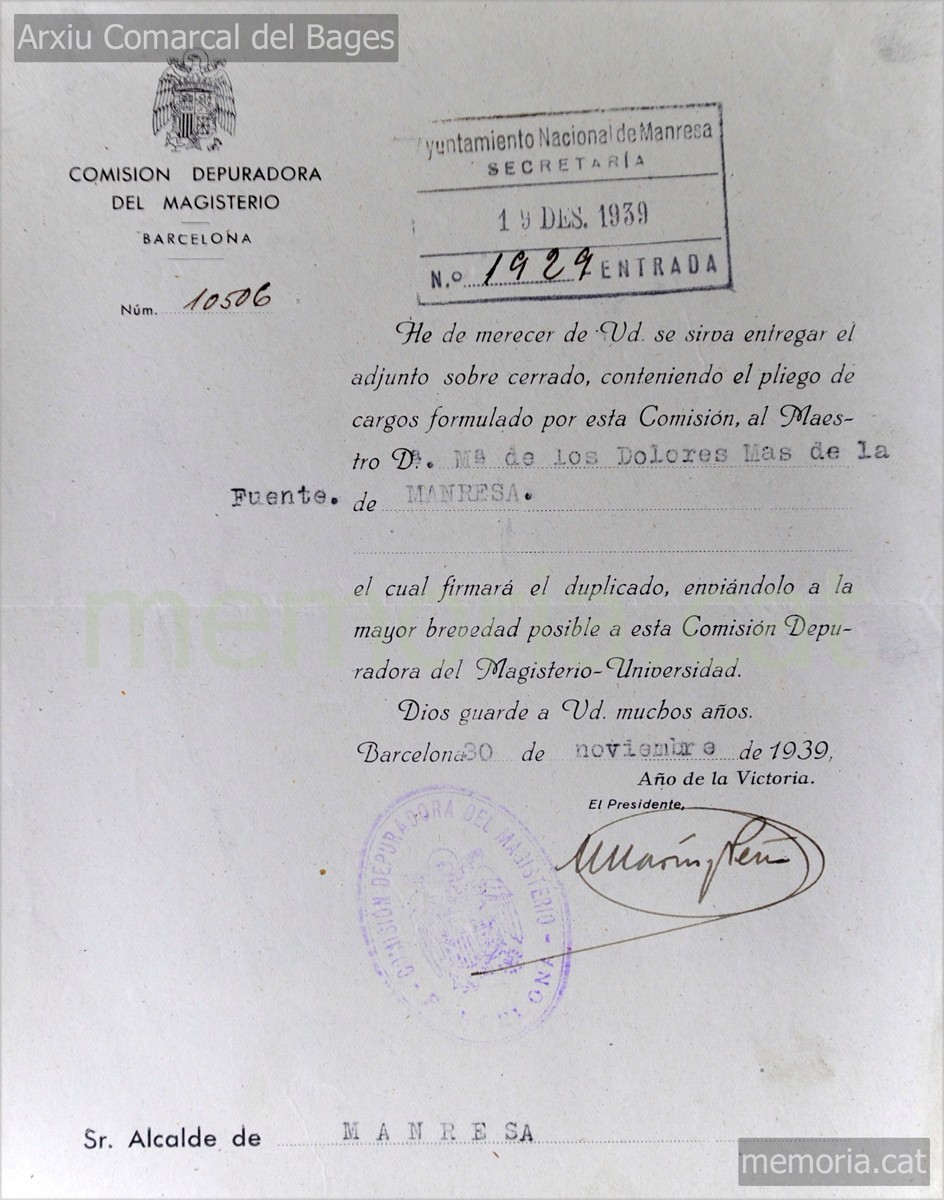 Arxiu Comarcal del Bages
COMISION DEPURADORA
DEL MAGISTERIO
BARCELONA
Núm. 10506
yuntamiento Nacional de Manresa
SECRETARÍA
19 DES. 1939
N.º 1929 ENTRADA
He de merecer de Vd. se sirva entregar el
adjunto sobre cerrado, conteniendo el pliego de
cargos formulado por esta Comisión, al Maes-
tro Dª. Mª de los Dolores Mas de la
Fuente. de MANRESA.
el cual firmará el duplicado, enviándolo a la
mayor brevedad posible a esta Comisión Depu-
radora del Magisterio-Universidad.
Dios guarde a Vd. muchos años.
Barcelona 30 de noviembre de 1939,
Año de la Victoria.
El Presidente,
COMISIÓN DEPURADORA DEL MAGISTERIO
memoria.cat
Sr. Alcalde de MANRESA
memoria.cat